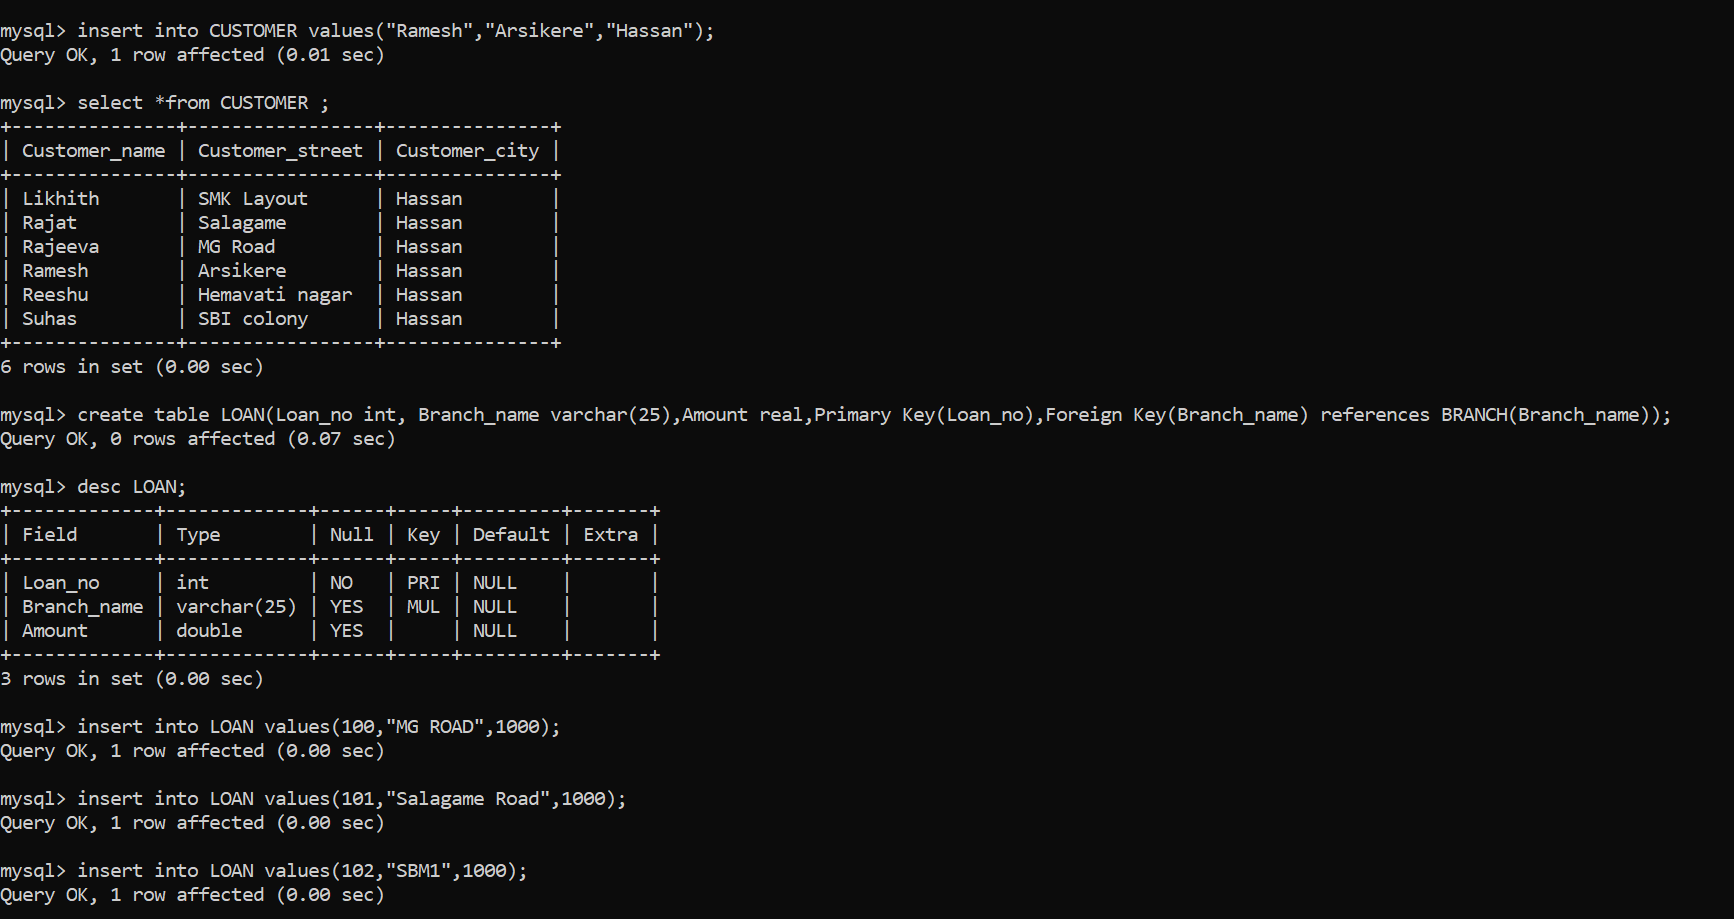 mysql> insert into CUSTOMER values("Ramesh","Arsikere","Hassan");
Query OK, 1 row affected (0.01 sec)

mysql> select *from CUSTOMER ;
+---------------+-----------------+---------------+
| Customer_name | Customer_street | Customer_city |
+---------------+-----------------+---------------+
| Likhith       | SMK Layout      | Hassan        |
| Rajat         | Salagame        | Hassan        |
| Rajeeva       | MG Road         | Hassan        |
| Ramesh        | Arsikere        | Hassan        |
| Reeshu        | Hemavati nagar  | Hassan        |
| Suhas         | SBI colony      | Hassan        |
+---------------+-----------------+---------------+
6 rows in set (0.00 sec)

mysql> create table LOAN(Loan_no int, Branch_name varchar(25),Amount real,Primary Key(Loan_no),Foreign Key(Branch_name) references BRANCH(Branch_name));
Query OK, 0 rows affected (0.07 sec)

mysql> desc LOAN;
+-------------+-------------+------+-----+---------+-------+
| Field       | Type        | Null | Key | Default | Extra |
+-------------+-------------+------+-----+---------+-------+
| Loan_no     | int         | NO   | PRI | NULL    |       |
| Branch_name | varchar(25) | YES  | MUL | NULL    |       |
| Amount      | double      | YES  |     | NULL    |       |
+-------------+-------------+------+-----+---------+-------+
3 rows in set (0.00 sec)

mysql> insert into LOAN values(100,"MG ROAD",1000);
Query OK, 1 row affected (0.00 sec)

mysql> insert into LOAN values(101,"Salagame Road",1000);
Query OK, 1 row affected (0.00 sec)

mysql> insert into LOAN values(102,"SBM1",1000);
Query OK, 1 row affected (0.00 sec)